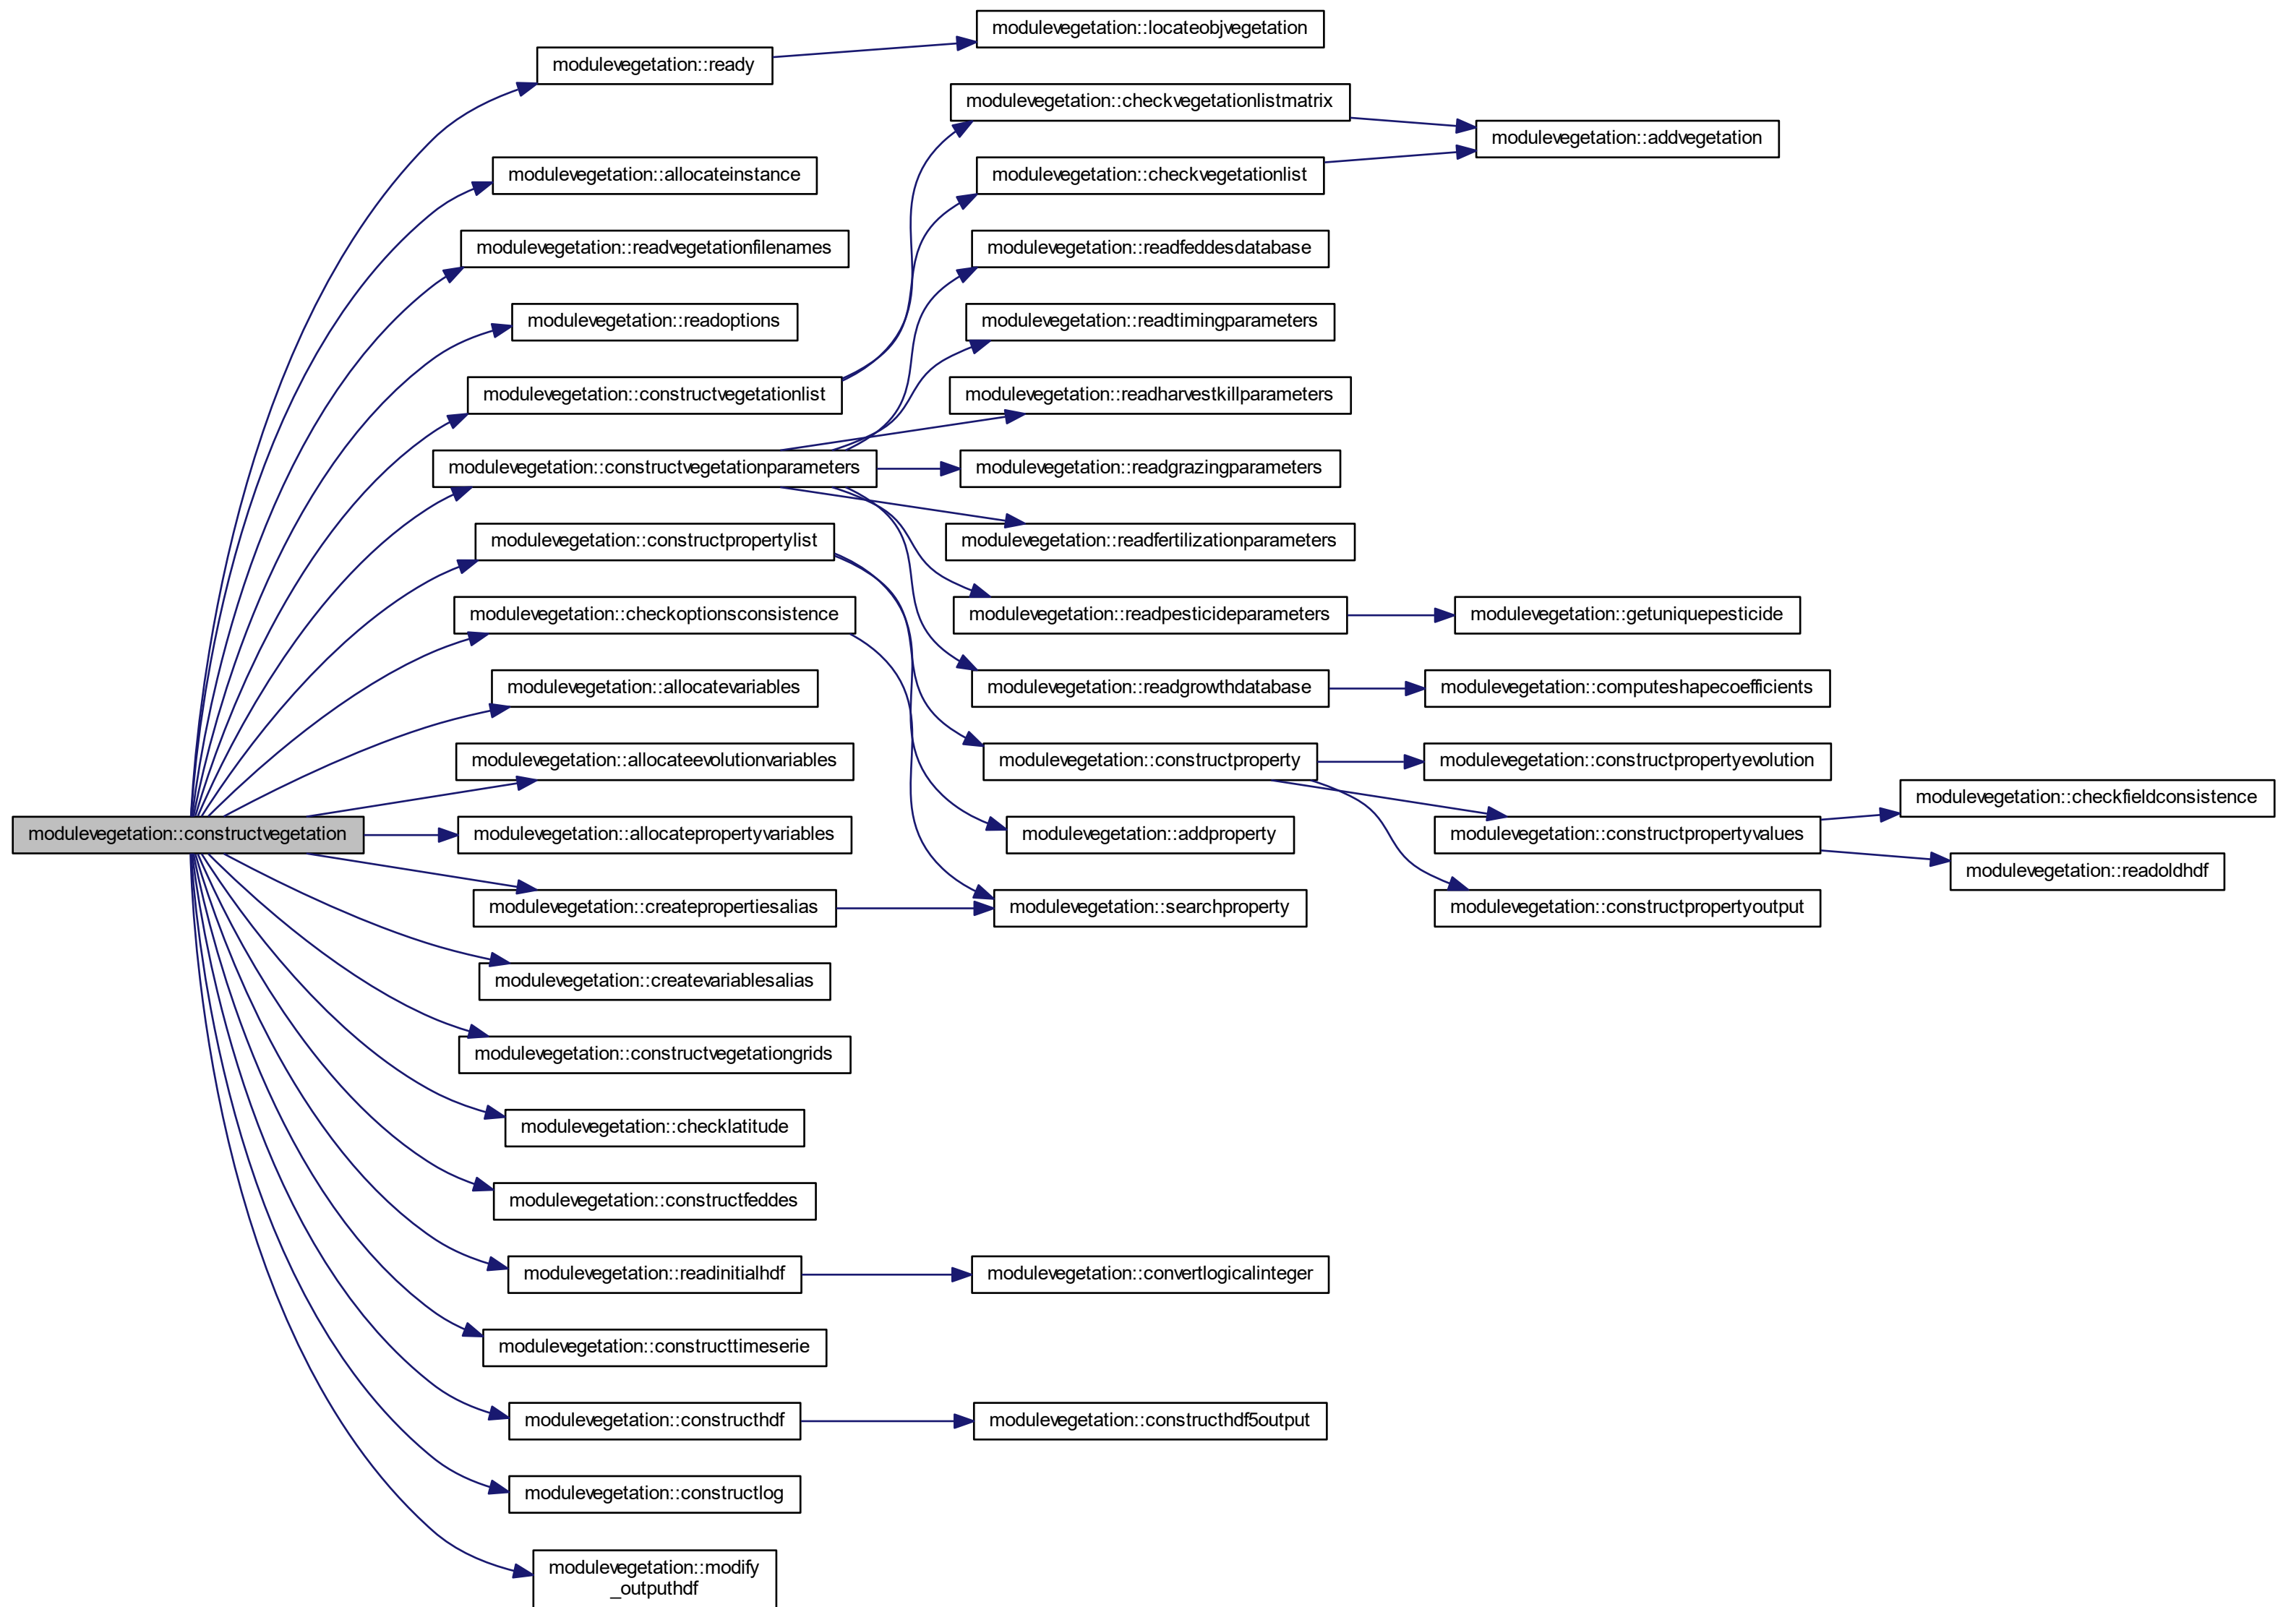 modulevegetation::locateobjvegetation
modulevegetation::ready
modulevegetation::checkvegetationlistmatrix
modulevegetation::addvegetation
modulevegetation::allocateinstance
modulevegetation::checkvegetationlist
modulevegetation::readvegetationfilenames
modulevegetation::readfeddesdatabase
modulevegetation::readoptions
modulevegetation::readtimingparameters
modulevegetation::constructvegetationlist
modulevegetation::readharvestkillparameters
modulevegetation::constructvegetationparameters
modulevegetation::readgrazingparameters
modulevegetation::constructpropertylist
modulevegetation::readfertilizationparameters
modulevegetation::checkoptionsconsistence
modulevegetation::readpesticideparameters
modulevegetation::getuniquepesticide
modulevegetation::allocatevariables
modulevegetation::readgrowthdatabase
modulevegetation::computeshapecoefficients
modulevegetation::allocateevolutionvariables
modulevegetation::constructproperty
modulevegetation::constructpropertyevolution
modulevegetation::checkfieldconsistence
modulevegetation::constructvegetation
modulevegetation::allocatepropertyvariables
modulevegetation::addproperty
modulevegetation::constructpropertyvalues
modulevegetation::readoldhdf
modulevegetation::createpropertiesalias
modulevegetation::searchproperty
modulevegetation::constructpropertyoutput
modulevegetation::createvariablesalias
modulevegetation::constructvegetationgrids
modulevegetation::checklatitude
modulevegetation::constructfeddes
modulevegetation::readinitialhdf
modulevegetation::convertlogicalinteger
modulevegetation::constructtimeserie
modulevegetation::constructhdf
modulevegetation::constructhdf5output
modulevegetation::constructlog
modulevegetation::modify
_outputhdf